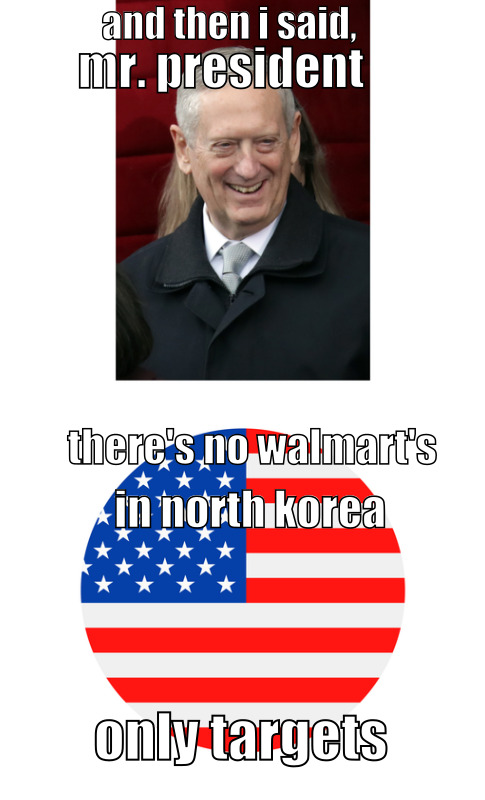 and then i said,
mr. president
there's no walmart's
in north korea
only targets